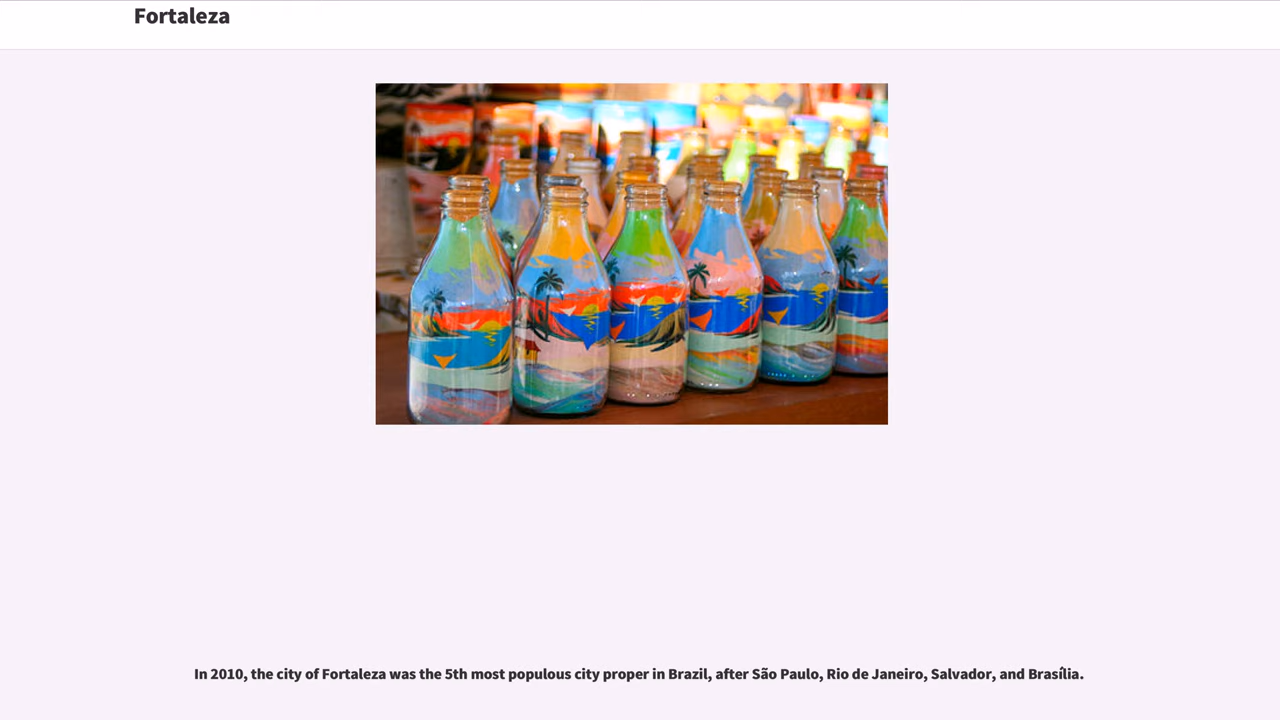 Fortaleza
In 2010, the city of Fortaleza was the 5th most populous city proper in Brazil, after São Paulo, Rio de Janeiro, Salvador, and Brasília.